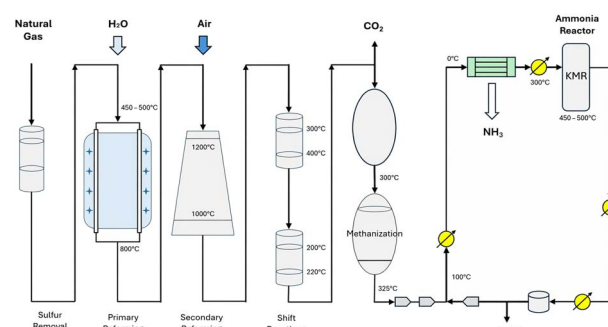 Natural
Gas
H₂O
Air
CO₂
Ammonia
Reactor
450 – 500°C
0°C
300°C
KMR
450 – 500°C
NH₃
300°C
400°C
1200°C
1000°C
300°C
800°C
200°C
220°C
Methanization
325°C
100°C
Sulfur
Removal
Primary
Secondary
Shift